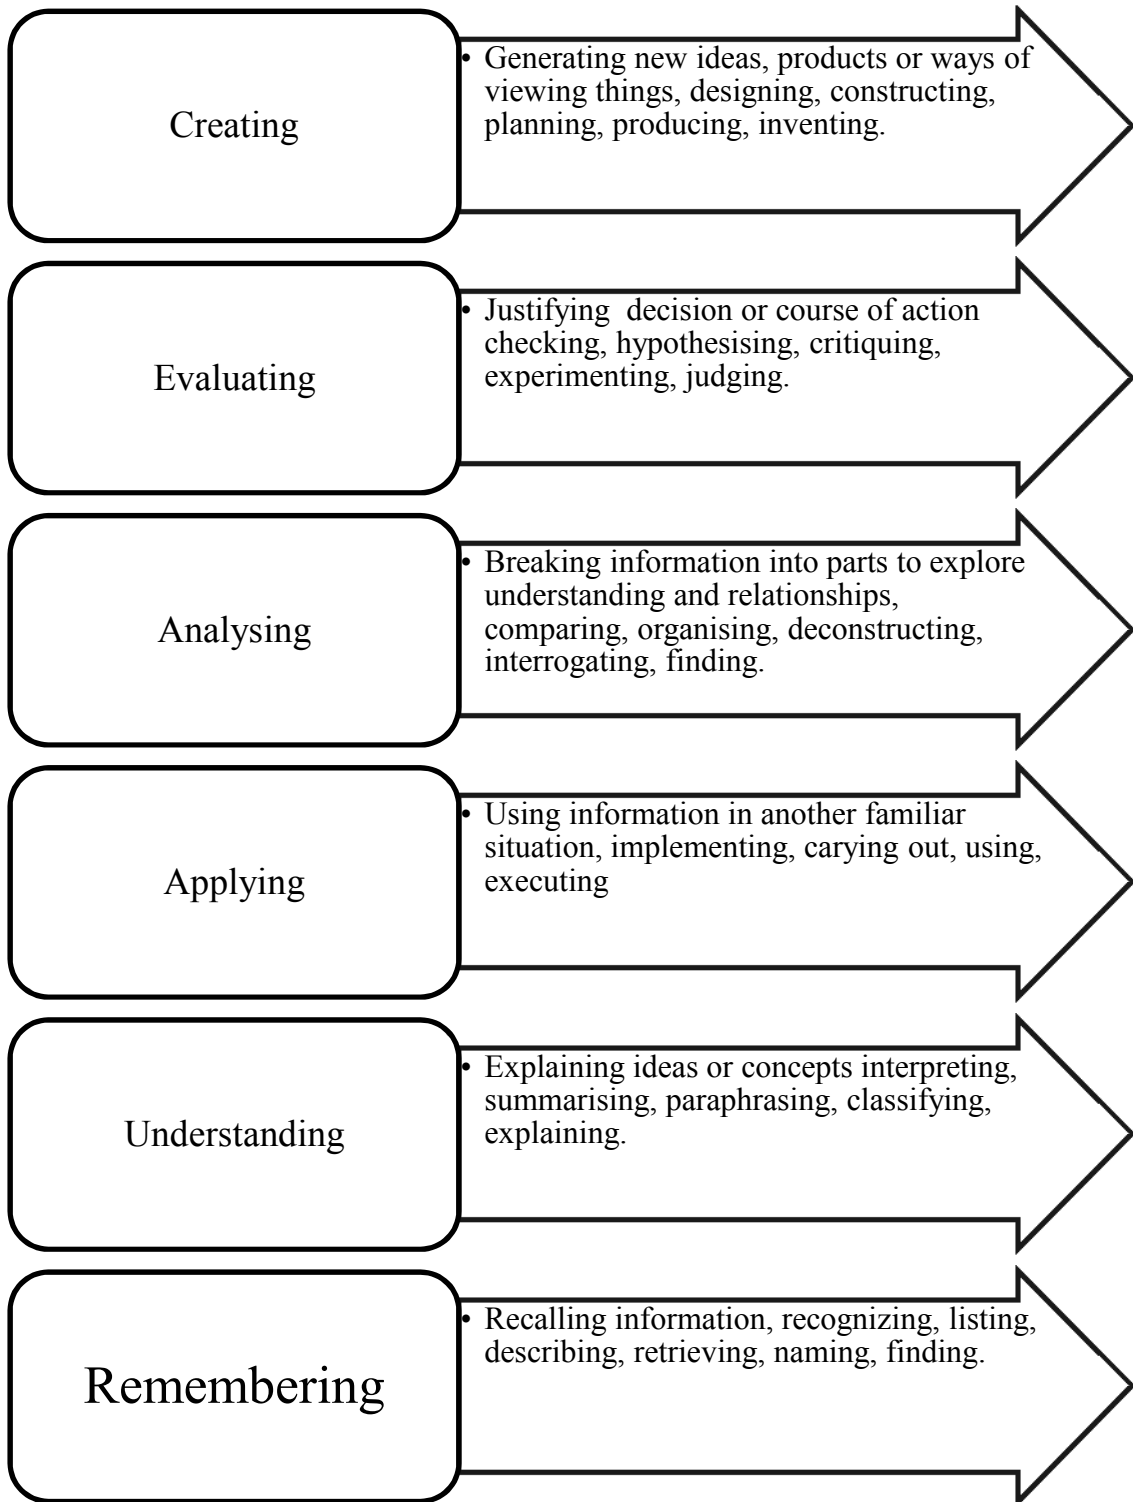 Creating
• Generating new ideas, products or ways of
viewing things, designing, constructing,
planning, producing, inventing.
Evaluating
• Justifying  decision or course of action
checking, hypothesising, critiquing,
experimenting, judging.
Analysing
• Breaking information into parts to explore
understanding and relationships,
comparing, organising, deconstructing,
interrogating, finding.
Applying
• Using information in another familiar
situation, implementing, carying out, using,
executing
Understanding
• Explaining ideas or concepts interpreting,
summarising, paraphrasing, classifying,
explaining.
Remembering
• Recalling information, recognizing, listing,
describing, retrieving, naming, finding.